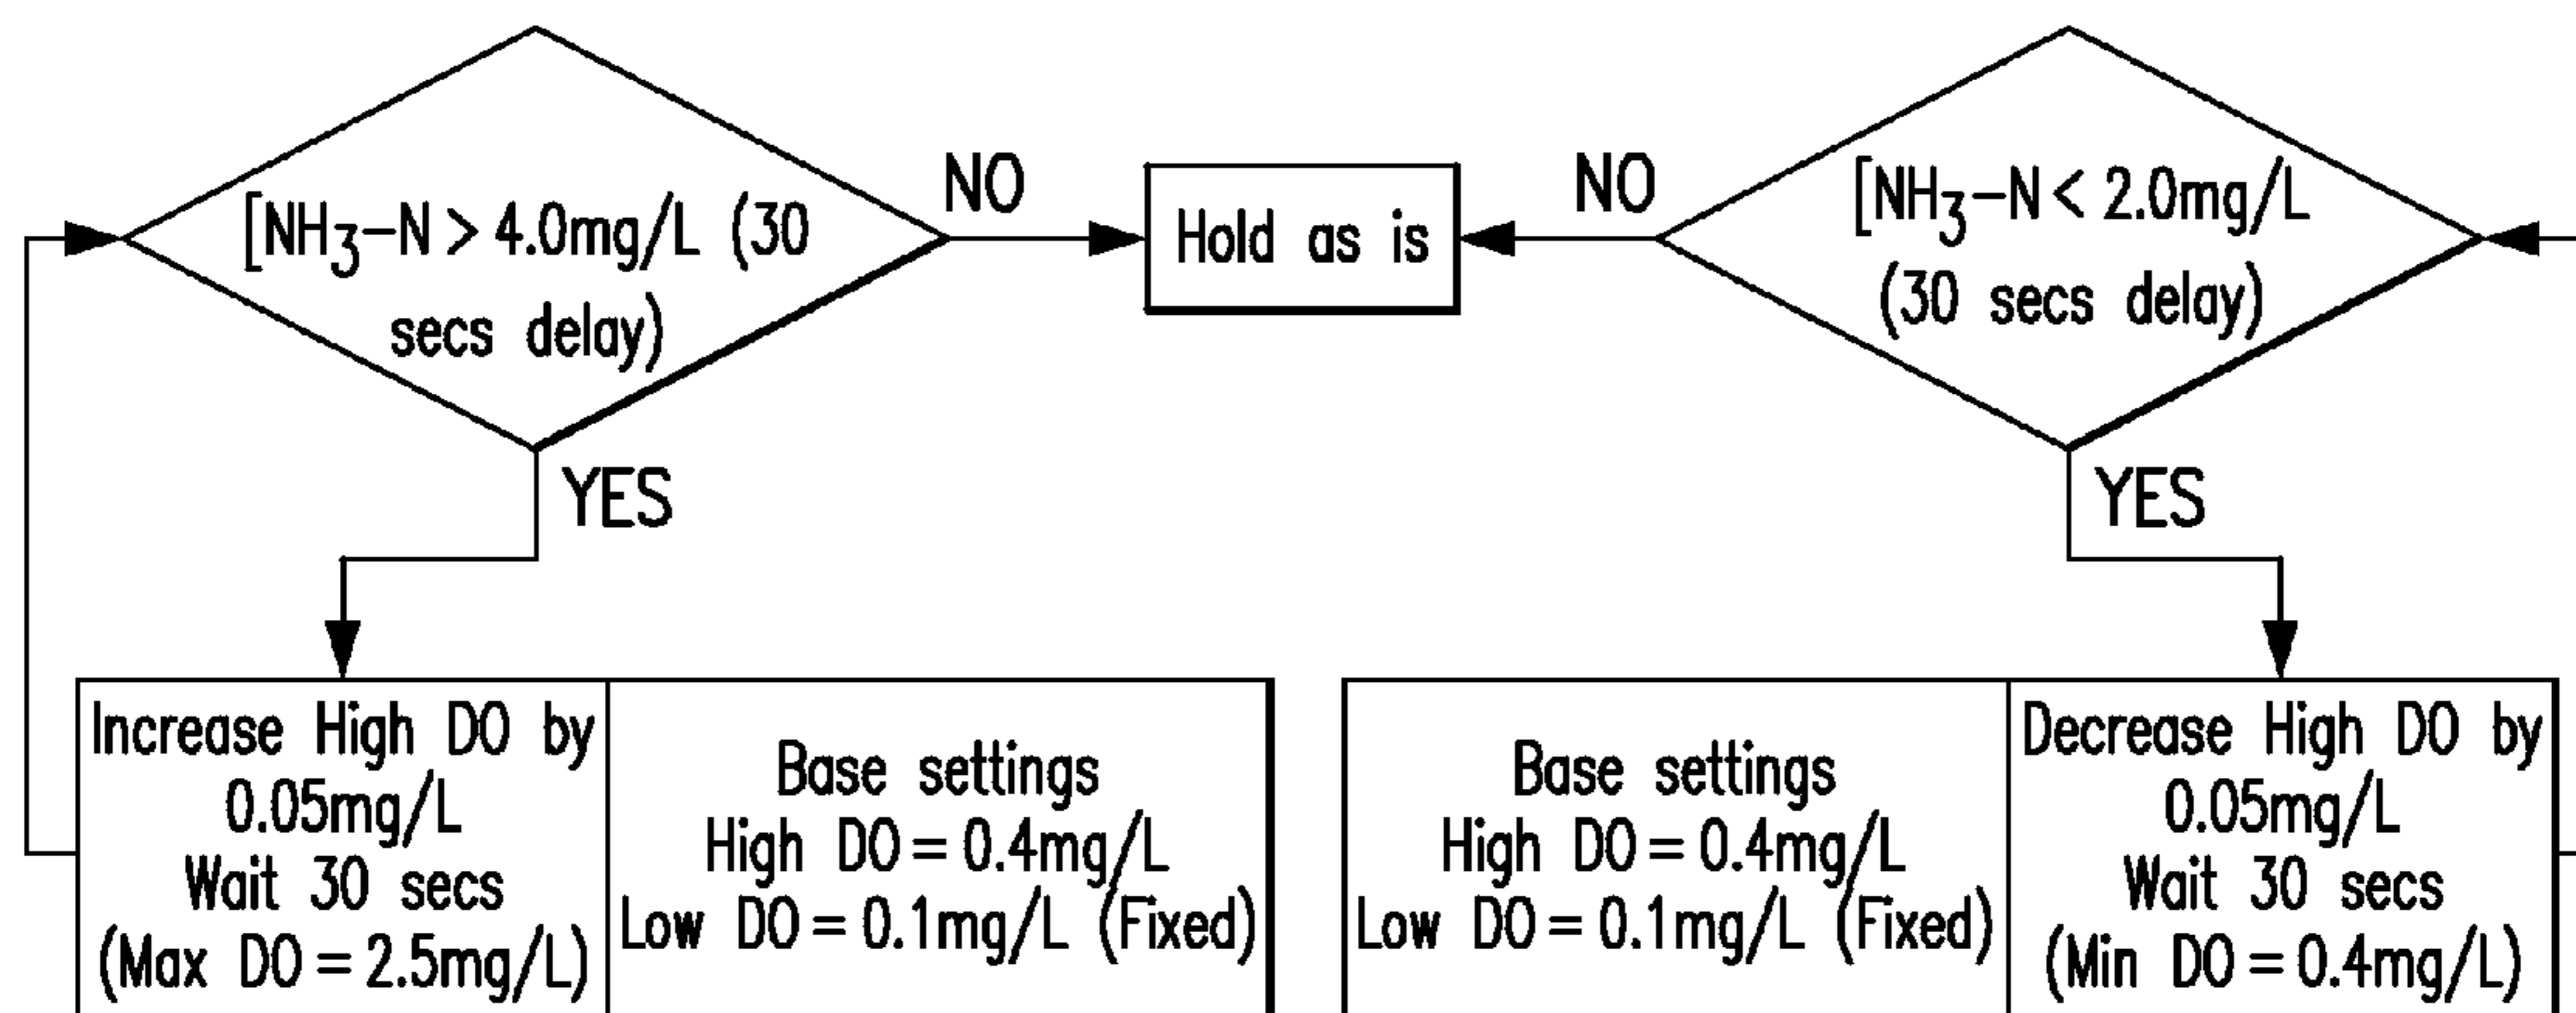 [NH3-N > 4.0mg/L (30
secs delay)
NO
Hold as is
NO
[NH3-N < 2.0mg/L
(30 secs delay)
YES
YES
Increase High DO by
0.05mg/L
Wait 30 secs
(Max DO = 2.5mg/L)
Base settings
High DO = 0.4mg/L
Low DO = 0.1mg/L (Fixed)
Base settings
High DO = 0.4mg/L
Low DO = 0.1mg/L (Fixed)
Decrease High DO by
0.05mg/L
Wait 30 secs
(Min DO = 0.4mg/L)